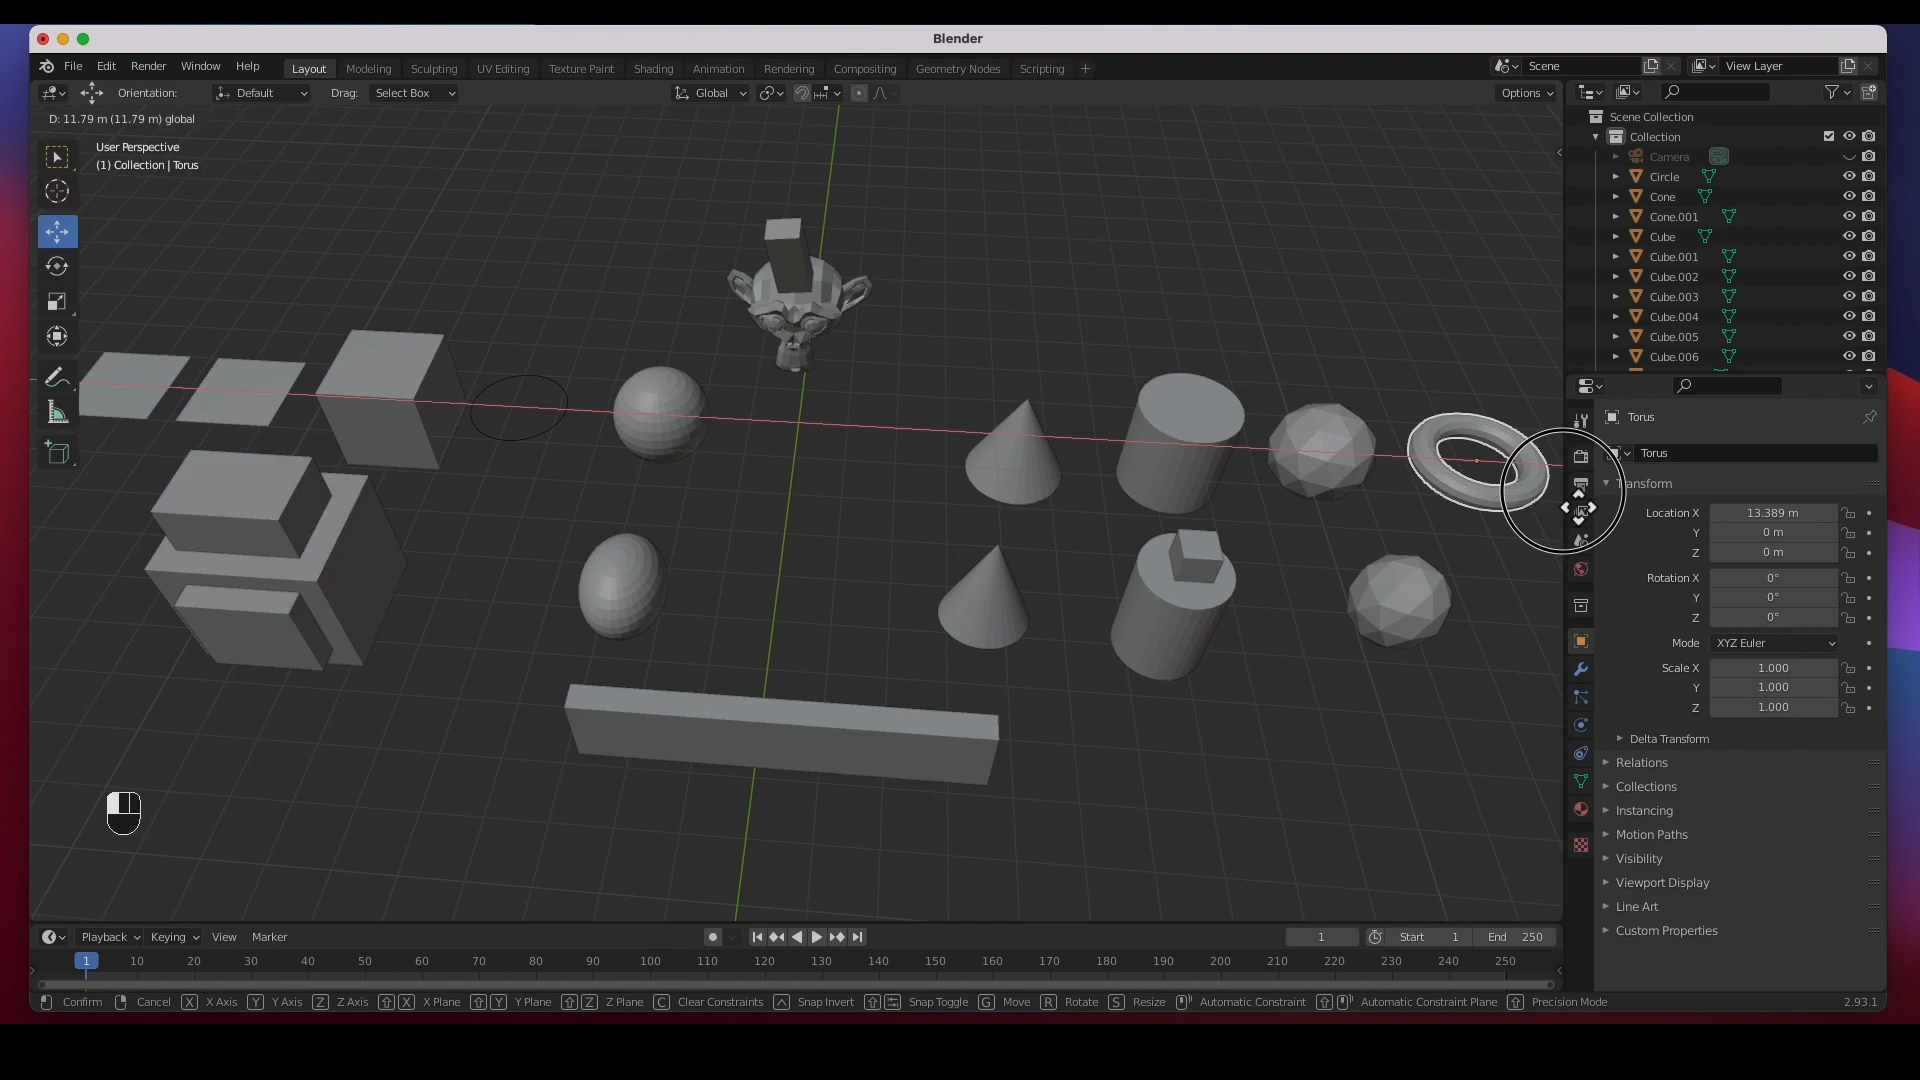 Blender
File Edit Render Window Help
Layout Modeling Sculpting UV Editing Texture Paint Shading Animation Rendering Compositing Geometry Nodes Scripting +
Scene
View Layer
Orientation: Default Drag: Select Box
Global
Options
D: 11.79 m (11.79 m) global
User Perspective
(1) Collection | Torus
Scene Collection
Collection
Camera
Circle
Cone
Cone.001
Cube
Cube.001
Cube.002
Cube.003
Cube.004
Cube.005
Cube.006
Torus
Torus
Transform
Location X 13.389 m
Y 0 m
Z 0 m
Rotation X 0°
Y 0°
Z 0°
Mode XYZ Euler
Scale X 1.000
Y 1.000
Z 1.000
Delta Transform
Relations
Collections
Instancing
Motion Paths
Visibility
Viewport Display
Line Art
Custom Properties
Playback Keying View Marker
1
Start 1 End 250
1 10 20 30 40 50 60 70 80 90 100 110 120 130 140 150 160 170 180 190 200 210 220 230 240 250
Confirm Cancel X X Axis Y Y Axis Z Z Axis X X Plane Y Y Plane Z Z Plane C Clear Constraints Snap Invert Snap Toggle G Move R Rotate S Resize Automatic Constraint Automatic Constraint Plane Precision Mode 2.93.1